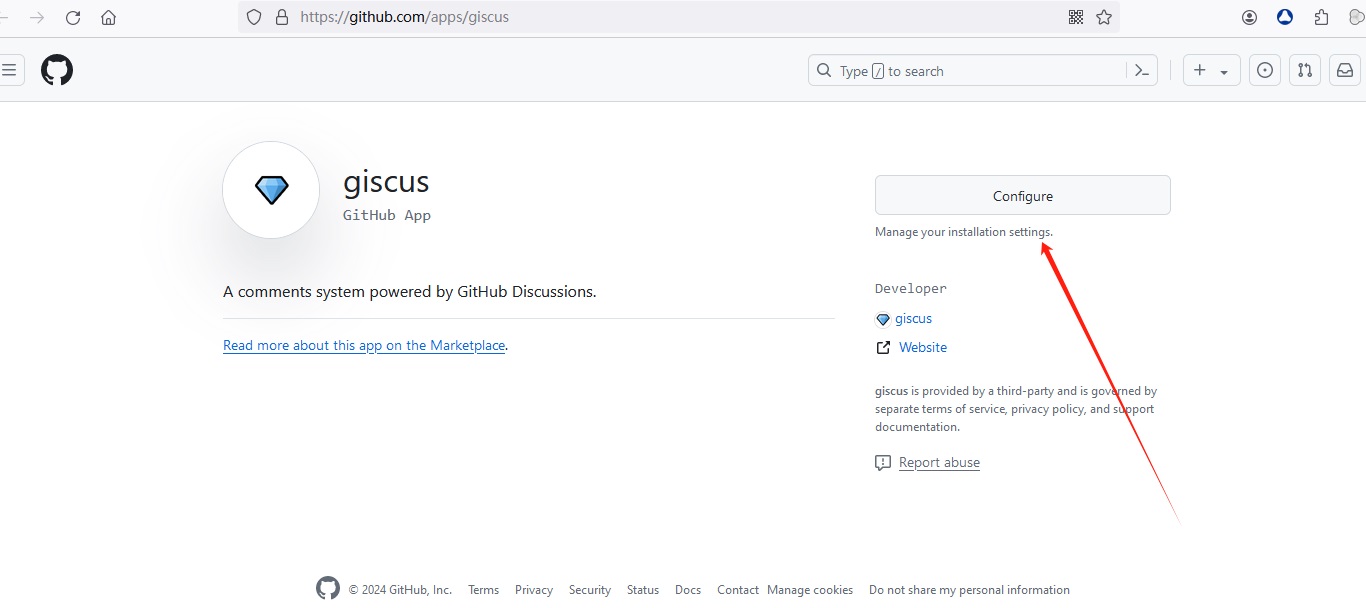 https://github.com/apps/giscus
Type / to search
giscus
GitHub App
Configure
Manage your installation settings.
A comments system powered by GitHub Discussions.
Read more about this app on the Marketplace.
Developer
giscus
Website
giscus is provided by a third-party and is governed by
separate terms of service, privacy policy, and support
documentation.
Report abuse
© 2024 GitHub, Inc. Terms Privacy Security Status Docs Contact Manage cookies Do not share my personal information